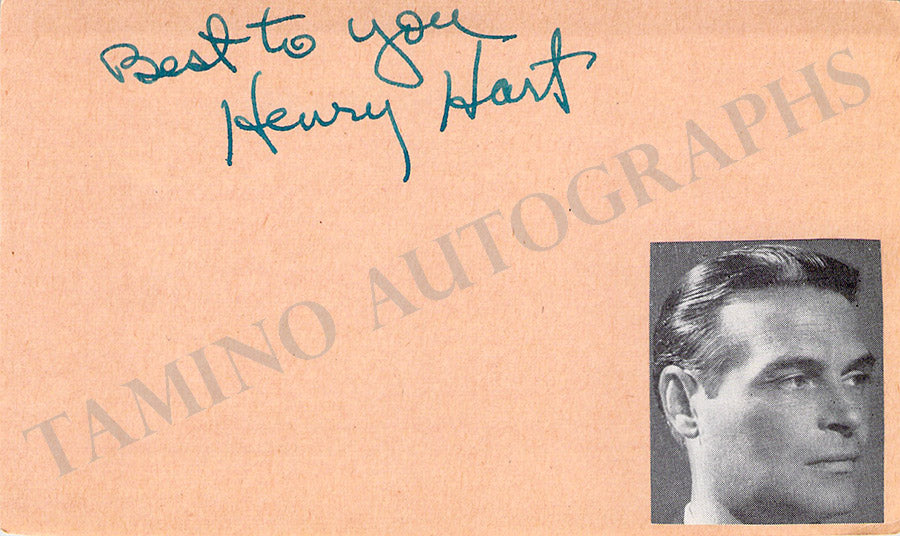 Best to you
Henry Hart
TAMINO AUTOGRAPHS